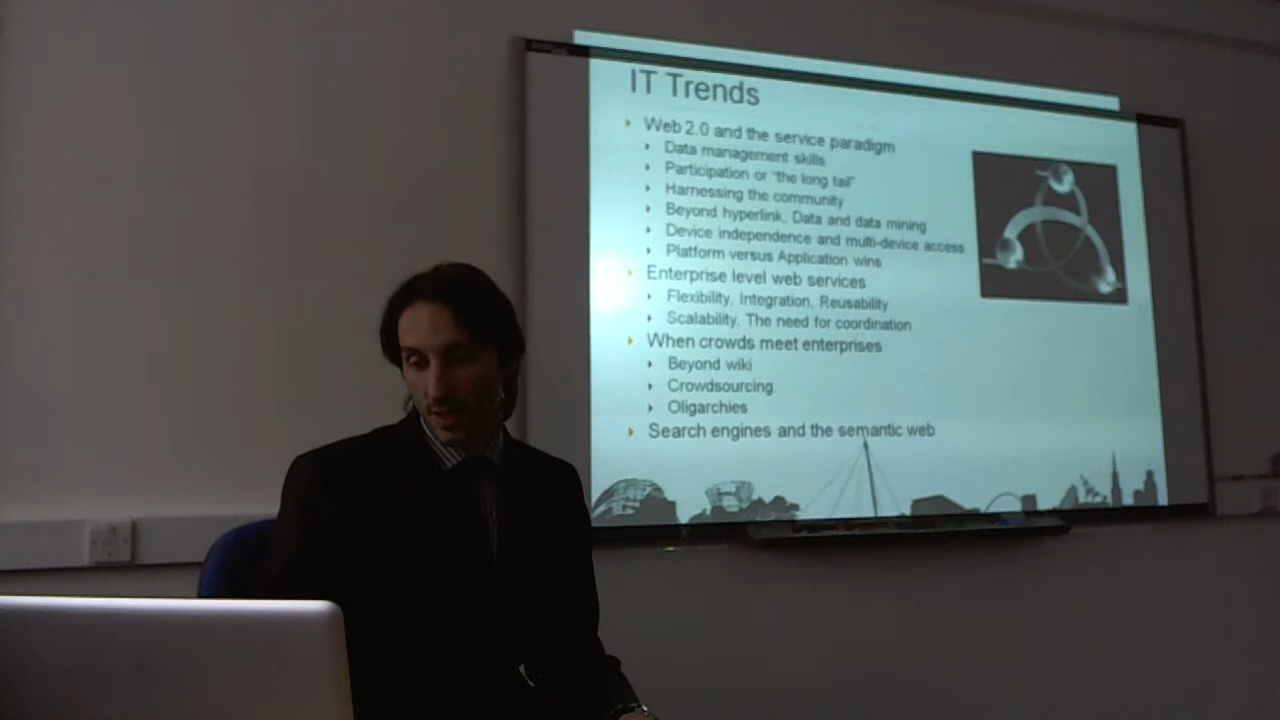 IT Trends
Web 2.0 and the service paradigm
Data management skills
Participation or "the long tail"
Harnessing the community
Beyond hyperlink, Data and data mining
Device independence and multi-device access
Platform versus Application wins
Enterprise level web services
Flexibility, Integration, Reusability
Scalability, The need for coordination
When crowds meet enterprises
Beyond wiki
Crowdsourcing
Oligarchies
Search engines and the semantic web